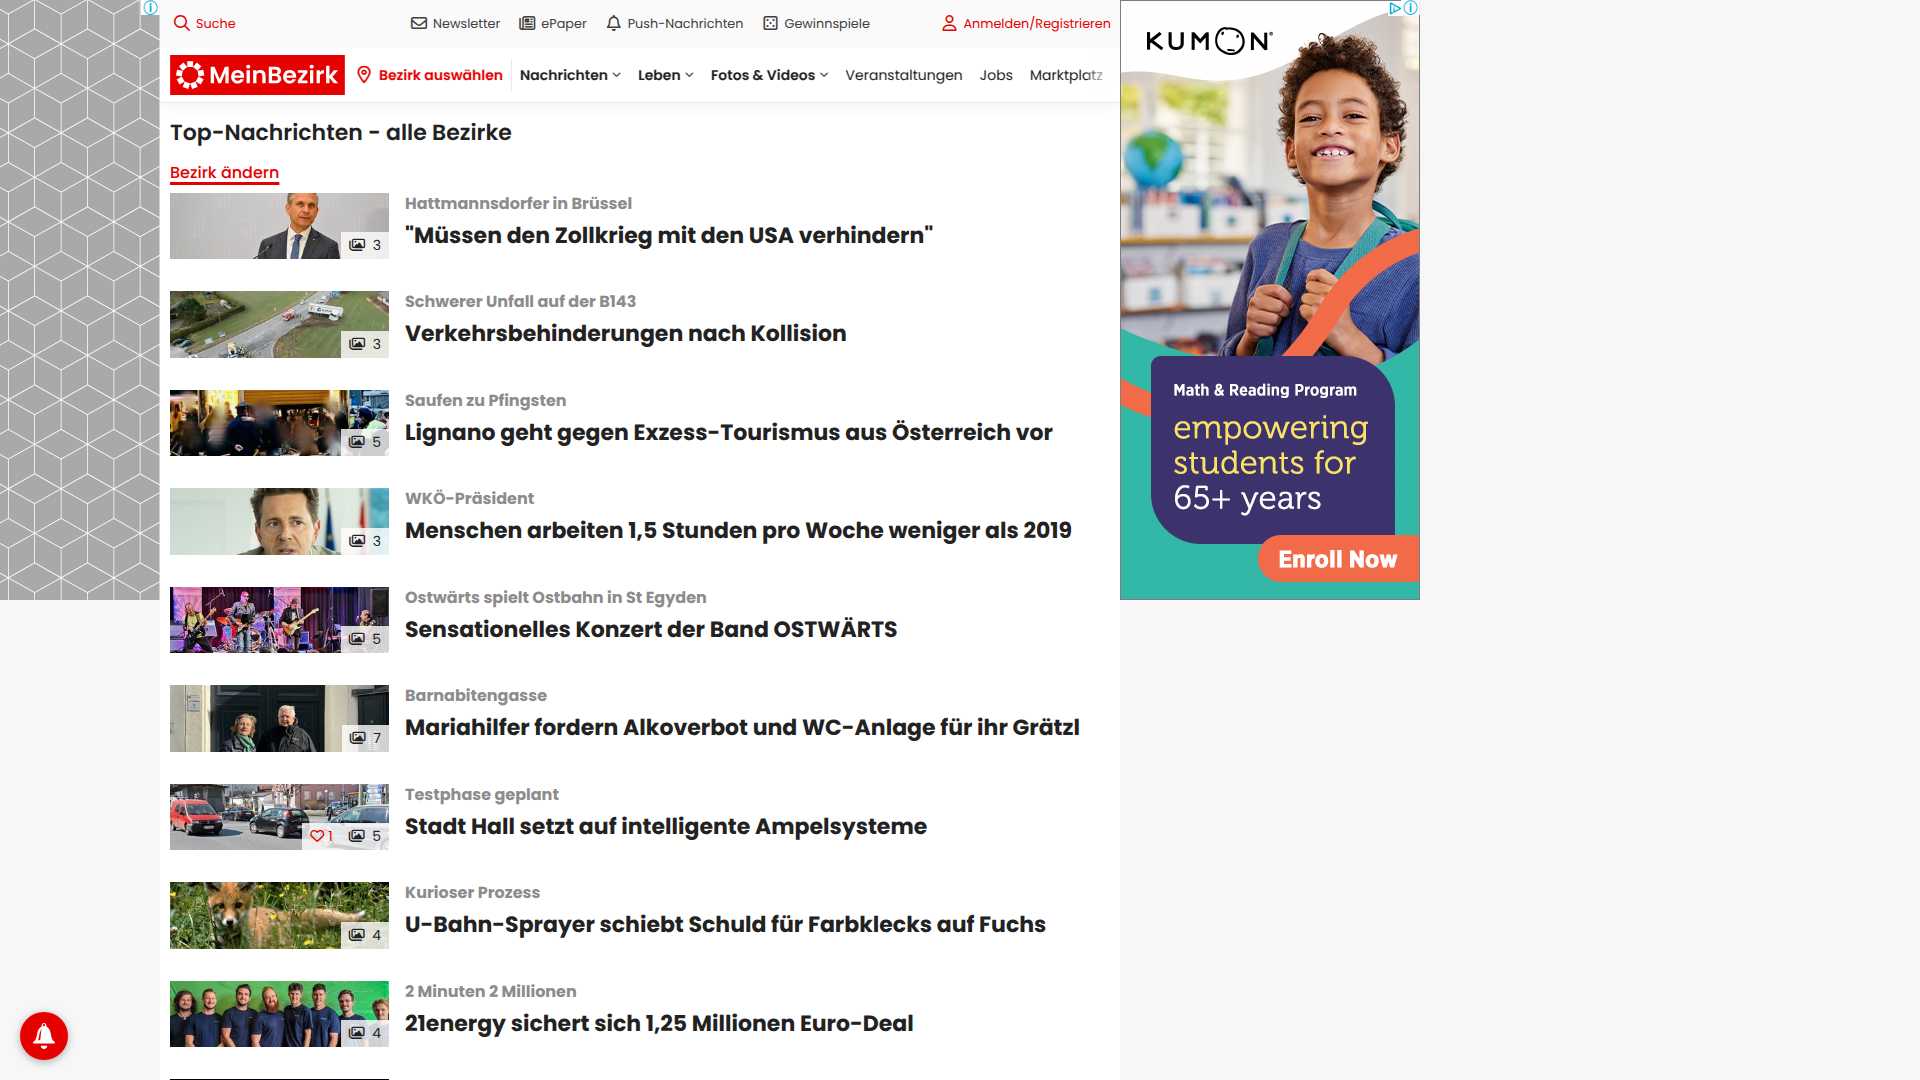 Suche
Newsletter
ePaper
Push-Nachrichten
Gewinnspiele
Anmelden/Registrieren
MeinBezirk
Bezirk auswählen
Nachrichten
Leben
Fotos & Videos
Veranstaltungen
Jobs
Marktplatz
Top-Nachrichten - alle Bezirke
Bezirk ändern
Hattmannsdorfer in Brüssel
"Müssen den Zollkrieg mit den USA verhindern"
3
Schwerer Unfall auf der B143
Verkehrsbehinderungen nach Kollision
3
Saufen zu Pfingsten
Lignano geht gegen Exzess-Tourismus aus Österreich vor
5
WKÖ-Präsident
Menschen arbeiten 1,5 Stunden pro Woche weniger als 2019
3
Ostwärts spielt Ostbahn in St Egyden
Sensationelles Konzert der Band OSTWÄRTS
5
Barnabitengasse
Mariahilfer fordern Alkoverbot und WC-Anlage für ihr Grätzl
7
Testphase geplant
Stadt Hall setzt auf intelligente Ampelsysteme
1 5
Kurioser Prozess
U-Bahn-Sprayer schiebt Schuld für Farbklecks auf Fuchs
4
2 Minuten 2 Millionen
21energy sichert sich 1,25 Millionen Euro-Deal
4
KUMON
Math & Reading Program
empowering
students for
65+ years
Enroll Now